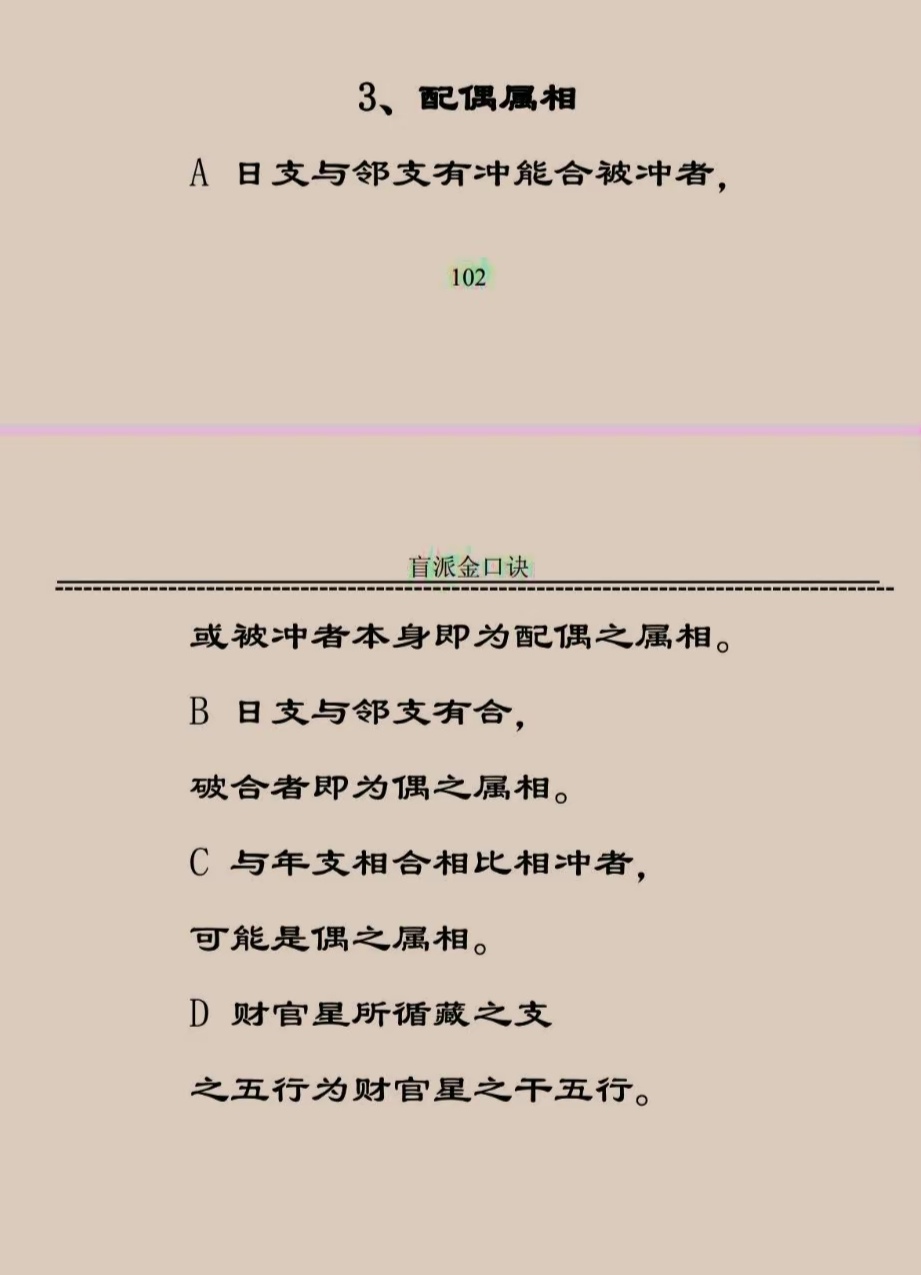 3、配偶属相
A 日支与邻支有冲能合被冲者，
102
盲派金口诀
或被冲者本身即为配偶之属相。
B 日支与邻支有合，
破合者即为偶之属相。
C 与年支相合相比相冲者，
可能是偶之属相。
D 财官星所循藏之支
之五行为财官星之干五行。